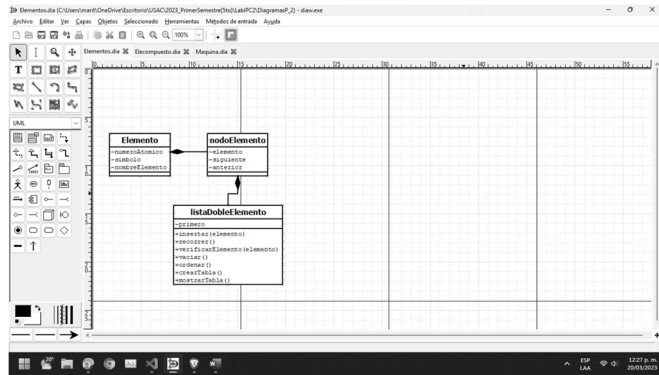 Elementos.dia (C:\Users\marit\OneDrive\Escritorio\USAC\2023_PrimerSemestre(5to)\LabIPC2\DiagramasP_2) - diaw.exe
Archivo Editar Ver Capas Objetos Seleccionado Herramientas Métodos de entrada Ayuda
100%
Elementos.dia Elecompuesto.dia Maquina.dia
UML
Elemento
-numeroAtomico
-simbolo
-nombreElemento
nodoElemento
-elemento
-siguiente
-anterior
listaDobleElemento
-primero
+insertar(elemento)
+recorrer()
+verificarElemento(elemento)
+vaciar()
+ordenar()
+crearTabla()
+mostrarTabla()
20°
ESP
LAA
12:27 p. m.
20/03/2023